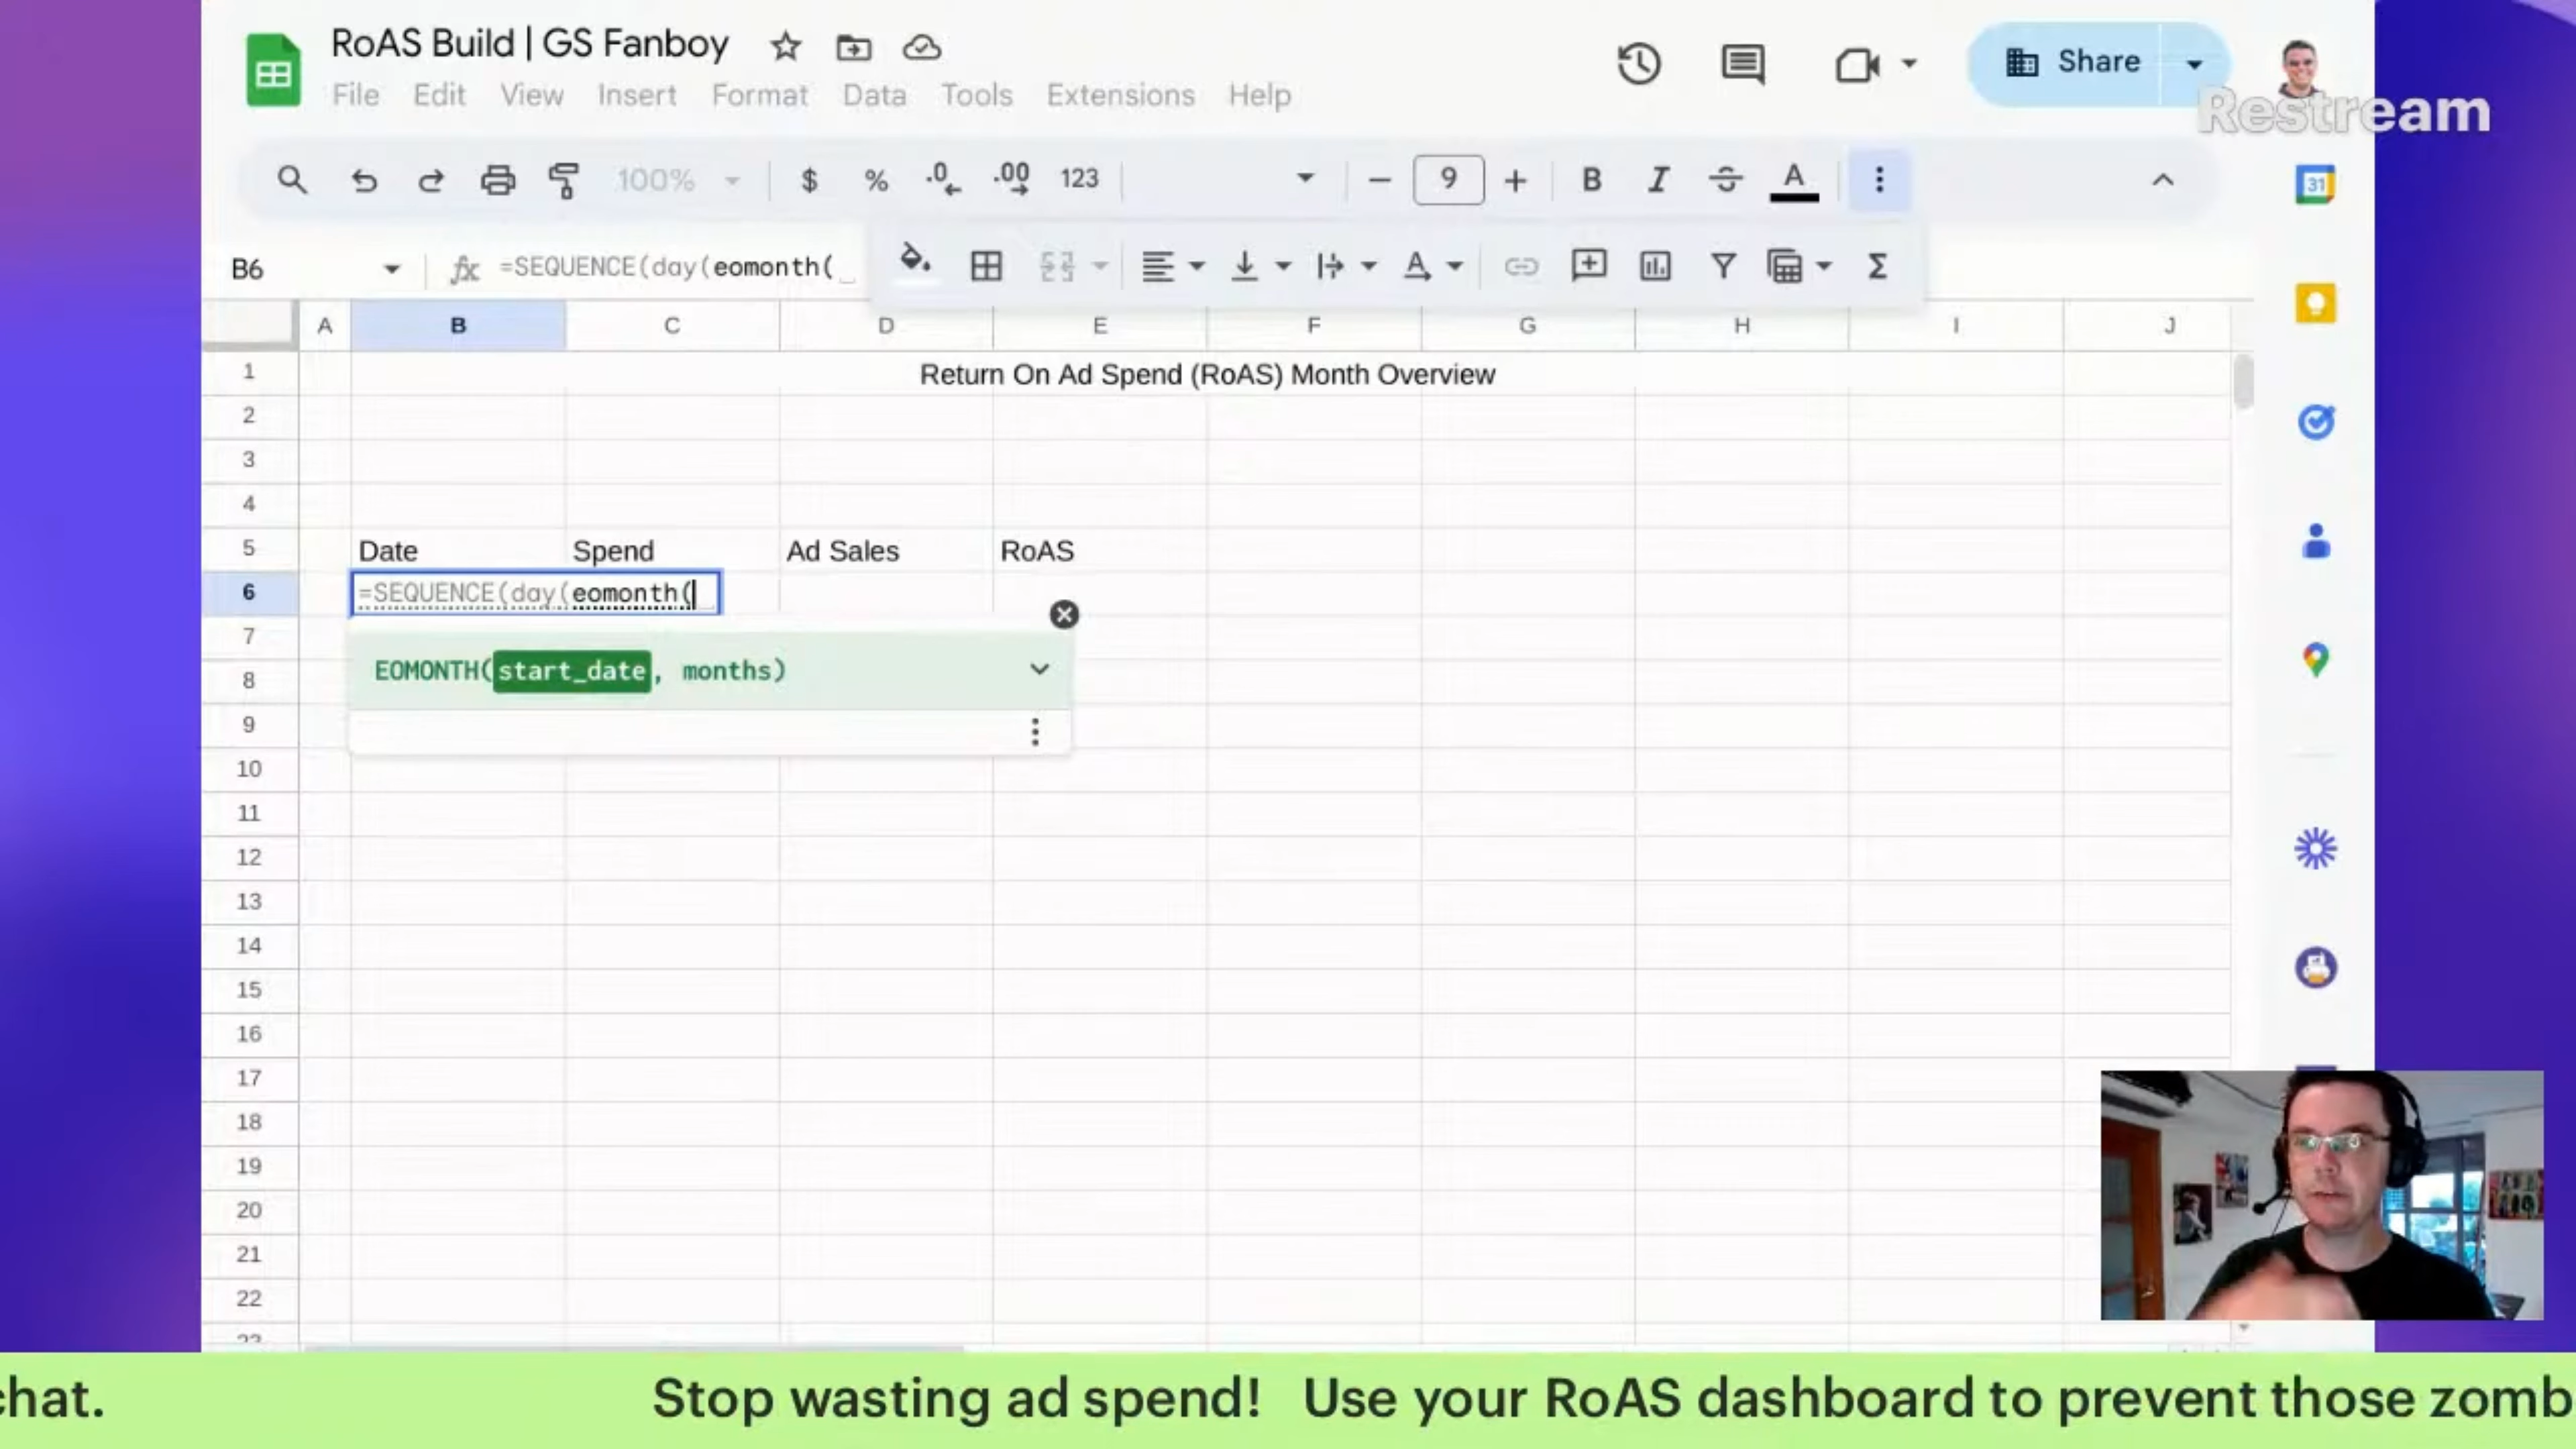 RoAS Build | GS Fanboy
File Edit View Insert Format Data Tools Extensions Help
Share
Restream
100% $ % .0 .00 123 9 B I A
31
B6 fx =SEQUENCE(day(eomonth(
A B C D E F G H I J
1 Return On Ad Spend (RoAS) Month Overview
2
3
4
5 Date Spend Ad Sales RoAS
6 =SEQUENCE(day(eomonth(
7
EOMONTH(start_date, months)
8
9
10
11
12
13
14
15
16
17
18
19
20
21
22
23
chat. Stop wasting ad spend! Use your RoAS dashboard to prevent those zomb